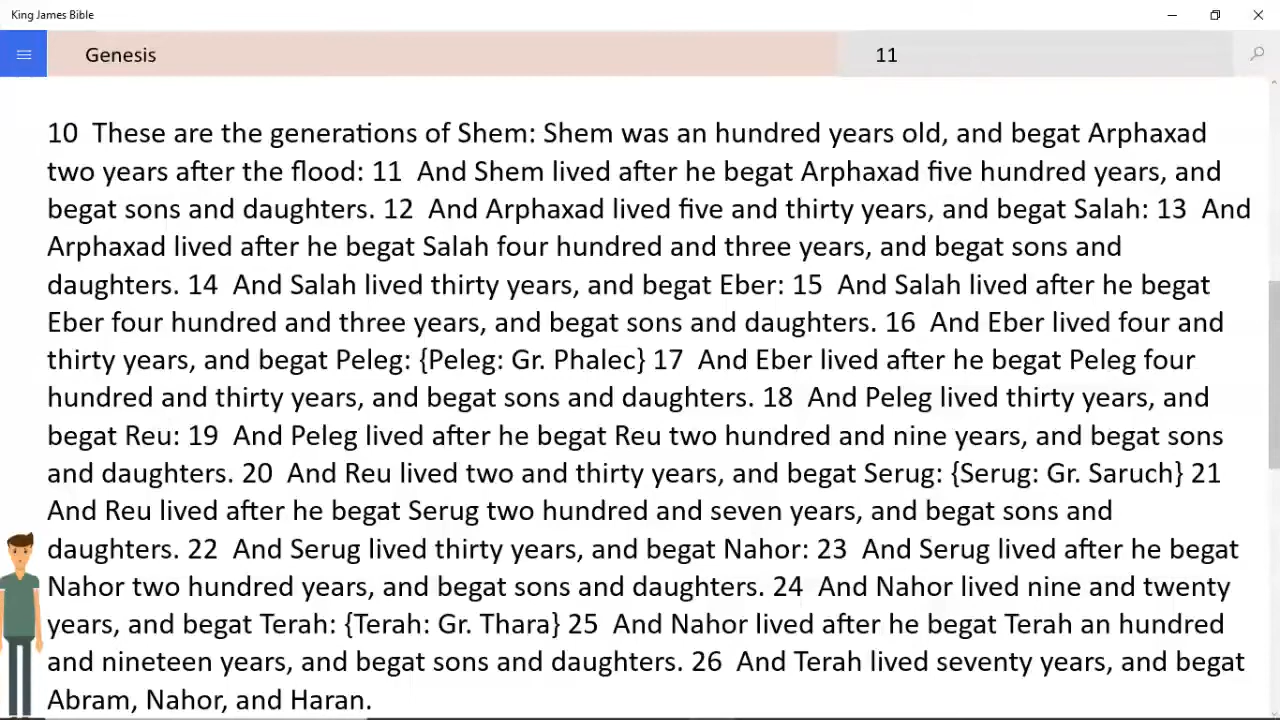 King James Bible
Genesis
11
10 These are the generations of Shem: Shem was an hundred years old, and begat Arphaxad
two years after the flood: 11 And Shem lived after he begat Arphaxad five hundred years, and
begat sons and daughters. 12 And Arphaxad lived five and thirty years, and begat Salah: 13 And
Arphaxad lived after he begat Salah four hundred and three years, and begat sons and
daughters. 14 And Salah lived thirty years, and begat Eber: 15 And Salah lived after he begat
Eber four hundred and three years, and begat sons and daughters. 16 And Eber lived four and
thirty years, and begat Peleg: {Peleg: Gr. Phalec} 17 And Eber lived after he begat Peleg four
hundred and thirty years, and begat sons and daughters. 18 And Peleg lived thirty years, and
begat Reu: 19 And Peleg lived after he begat Reu two hundred and nine years, and begat sons
and daughters. 20 And Reu lived two and thirty years, and begat Serug: {Serug: Gr. Saruch} 21
And Reu lived after he begat Serug two hundred and seven years, and begat sons and
daughters. 22 And Serug lived thirty years, and begat Nahor: 23 And Serug lived after he begat
Nahor two hundred years, and begat sons and daughters. 24 And Nahor lived nine and twenty
years, and begat Terah: {Terah: Gr. Thara} 25 And Nahor lived after he begat Terah an hundred
and nineteen years, and begat sons and daughters. 26 And Terah lived seventy years, and begat
Abram, Nahor, and Haran.